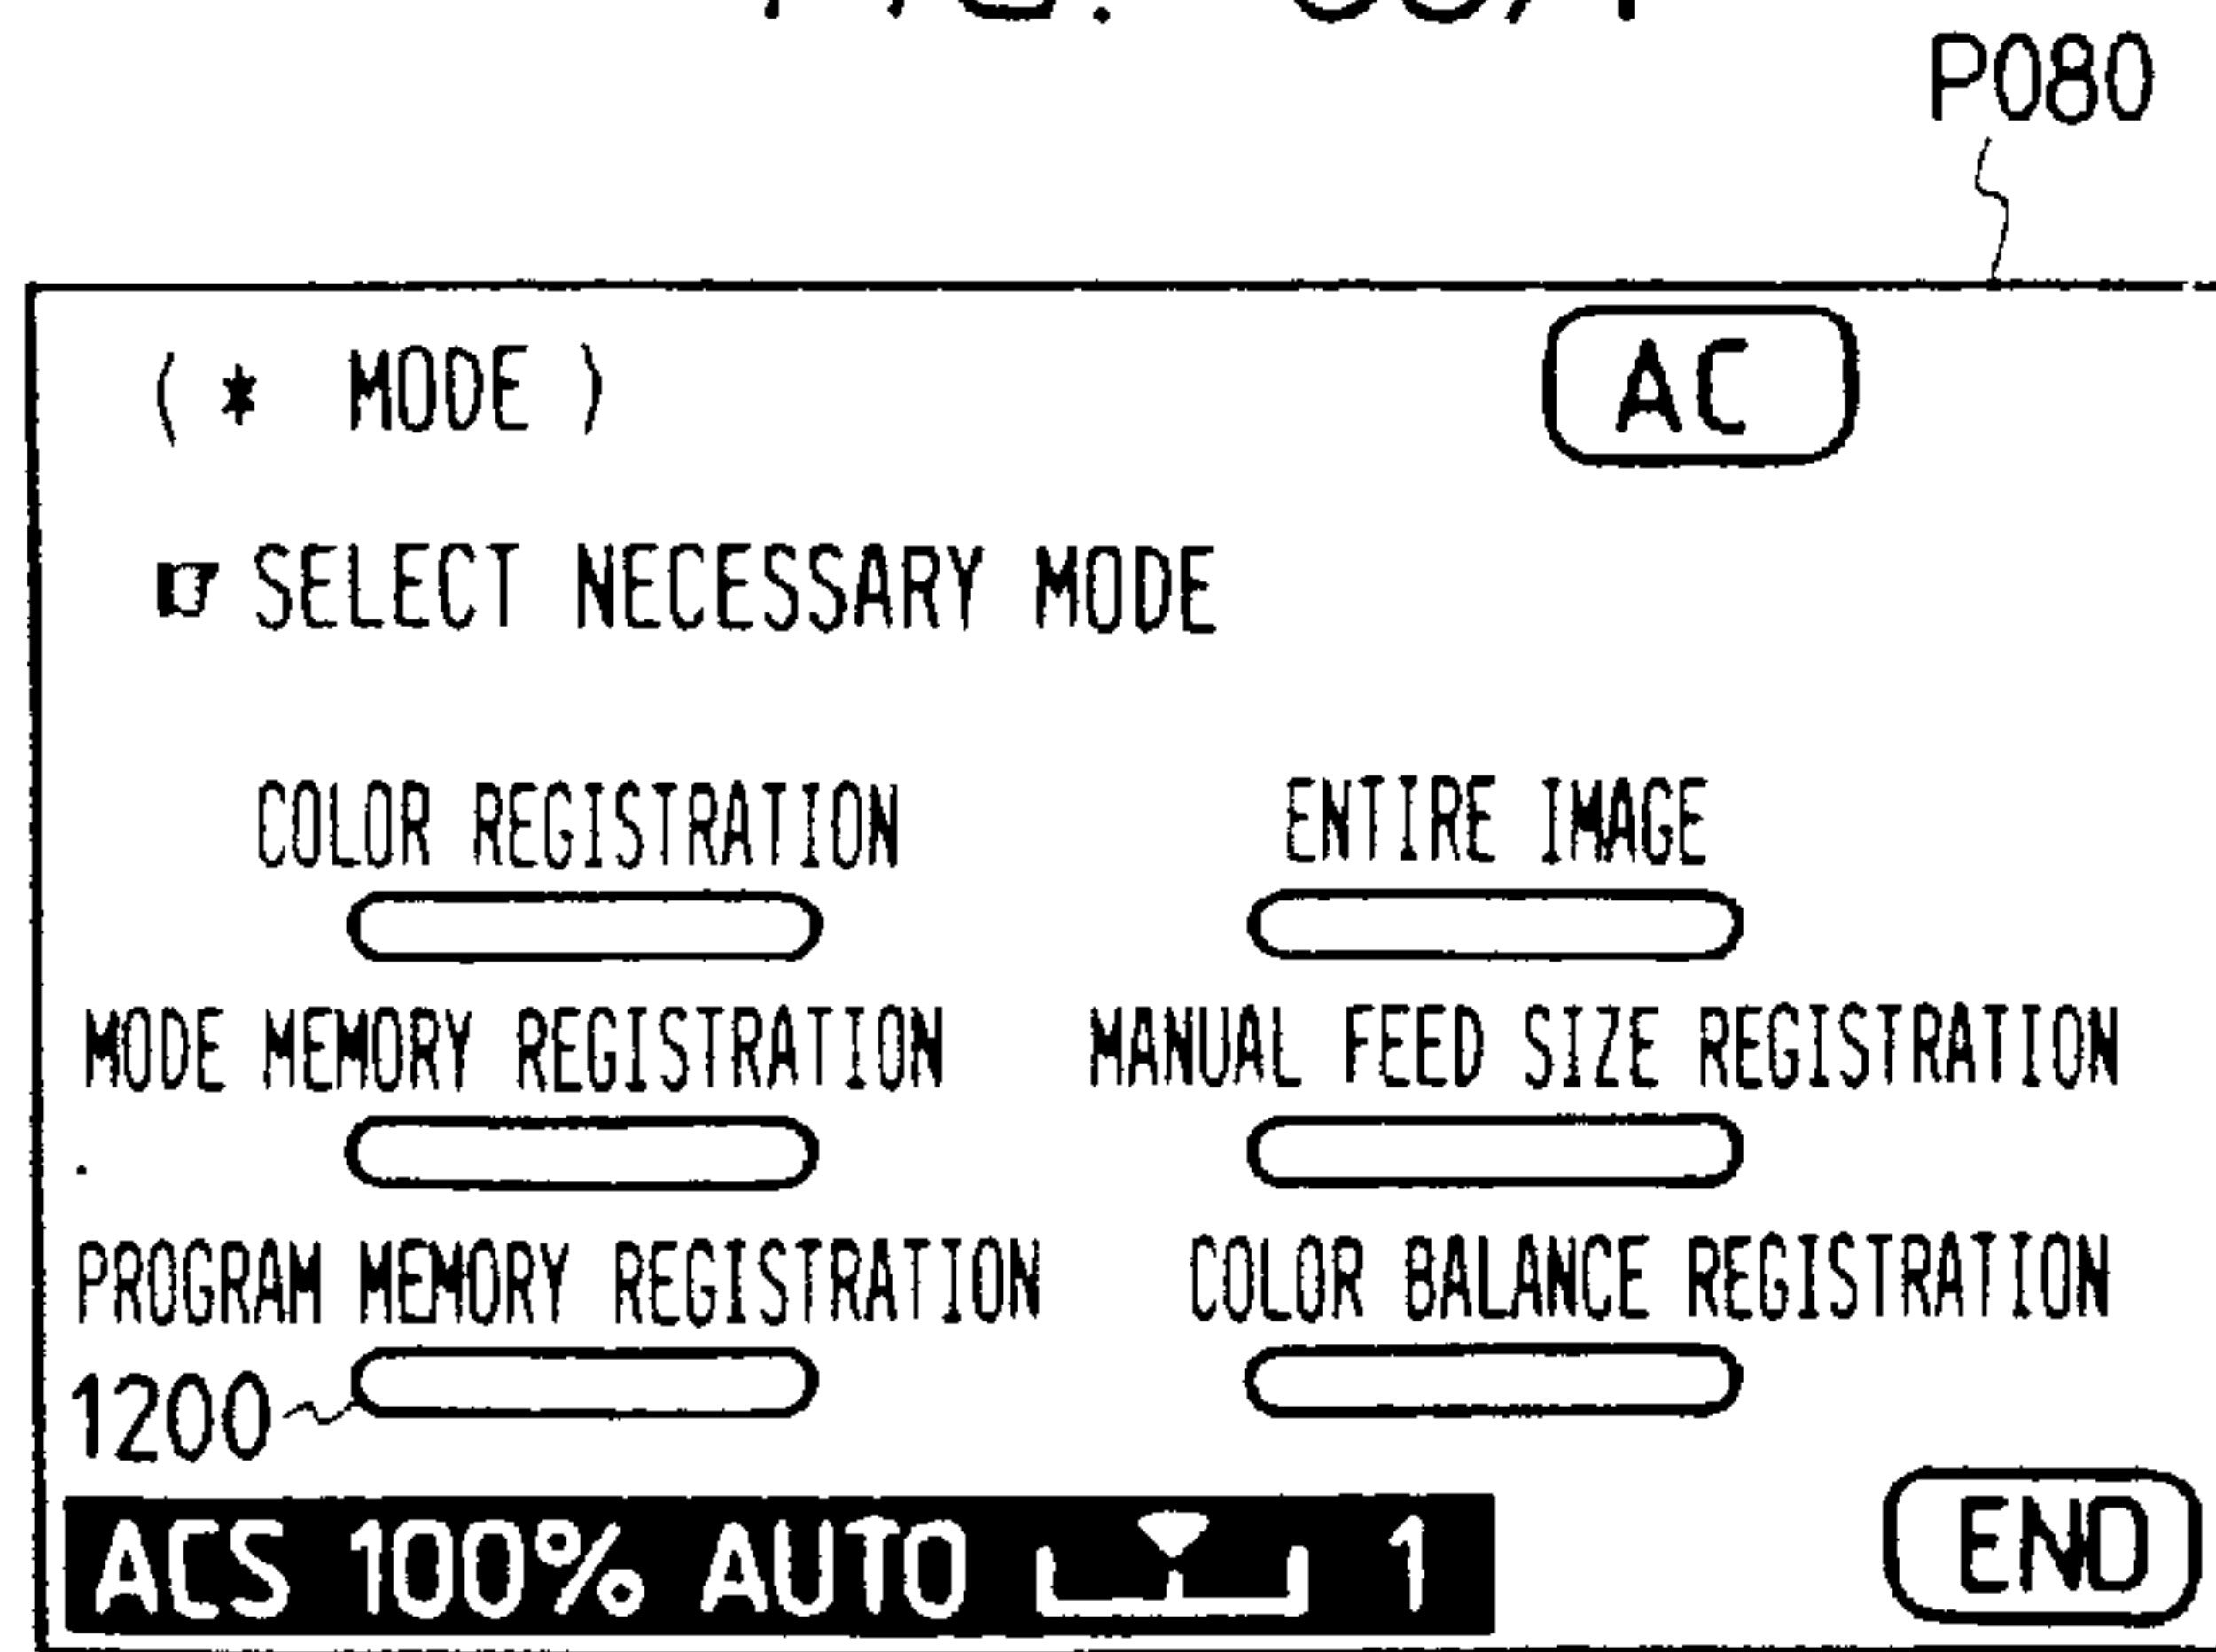 P080
( * MODE ) AC
☞ SELECT NECESSARY MODE
COLOR REGISTRATION ENTIRE IMAGE
MODE MEMORY REGISTRATION MANUAL FEED SIZE REGISTRATION
PROGRAM MEMORY REGISTRATION COLOR BALANCE REGISTRATION
1200
ACS 100% AUTO 1 END